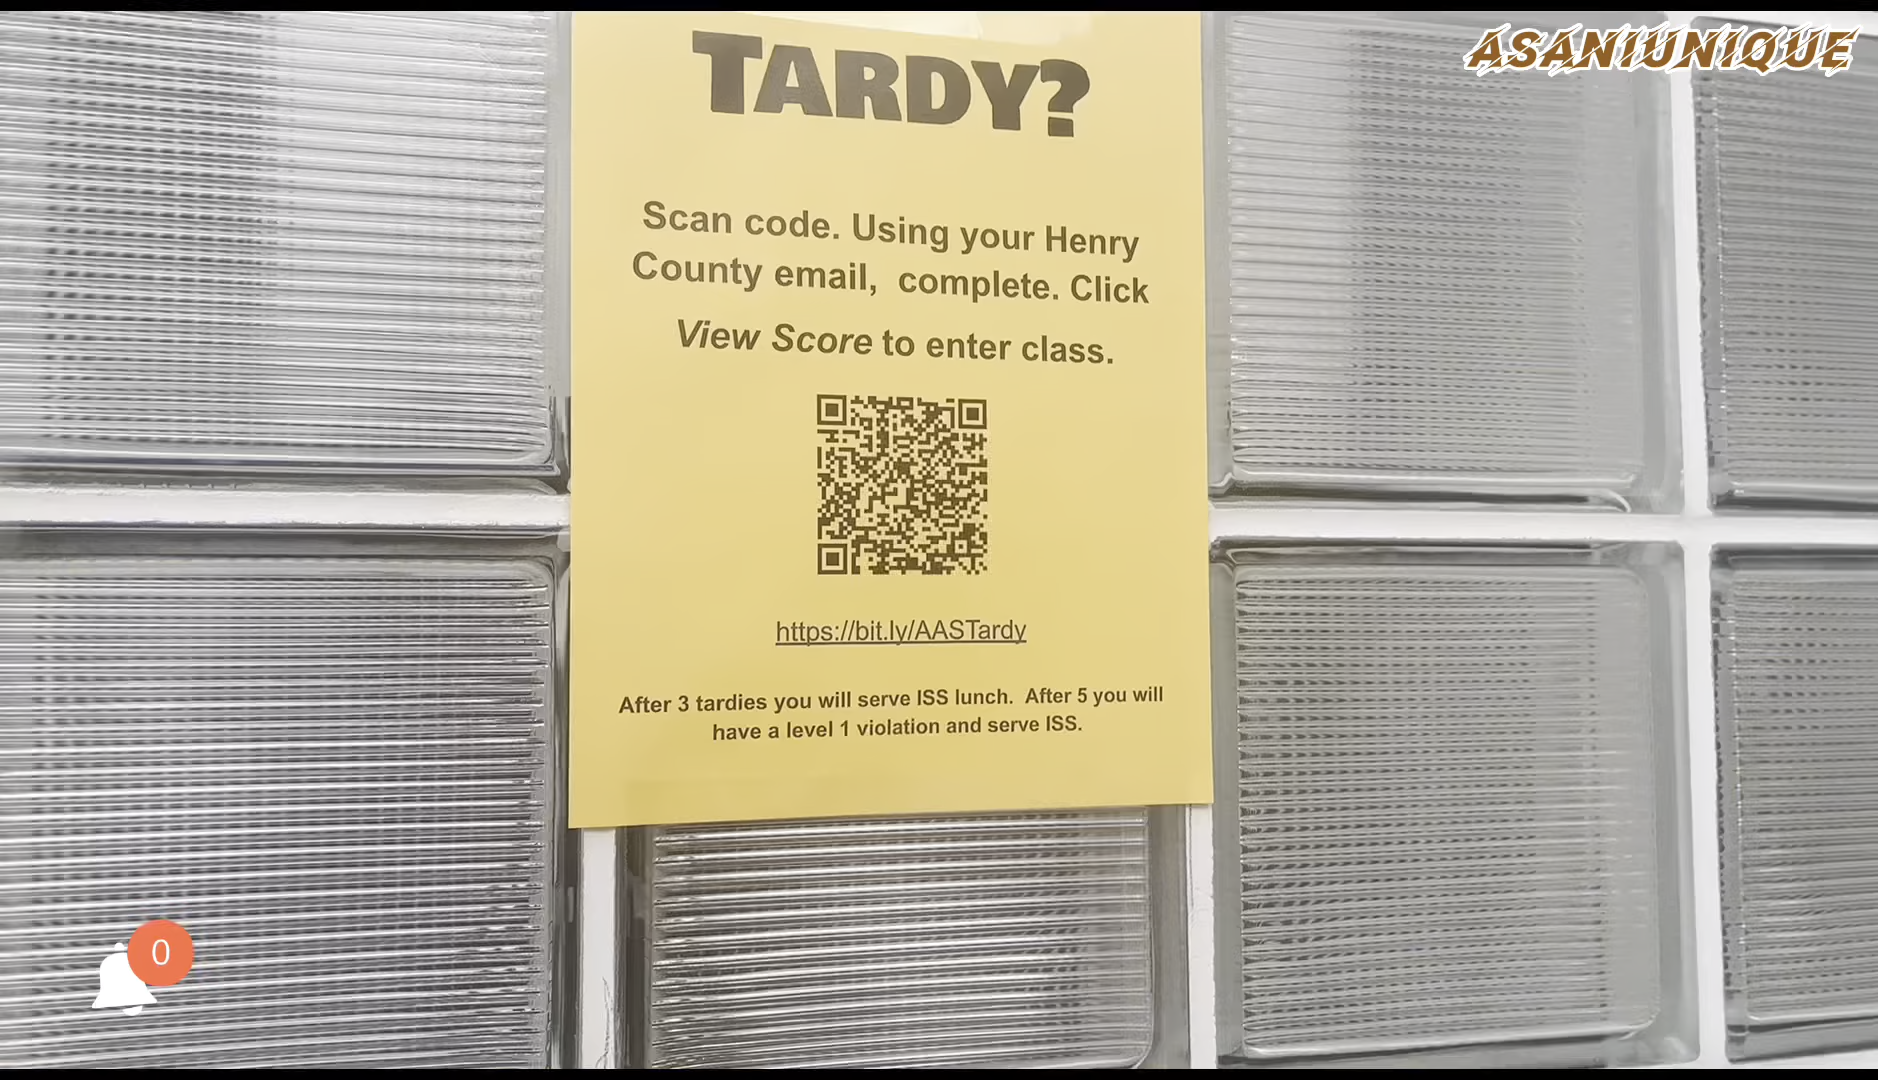 ASANIUNIQUE
TARDY?
Scan code. Using your Henry
County email, complete. Click
View Score to enter class.
https://bit.ly/AASTardy
After 3 tardies you will serve ISS lunch. After 5 you will
have a level 1 violation and serve ISS.
0